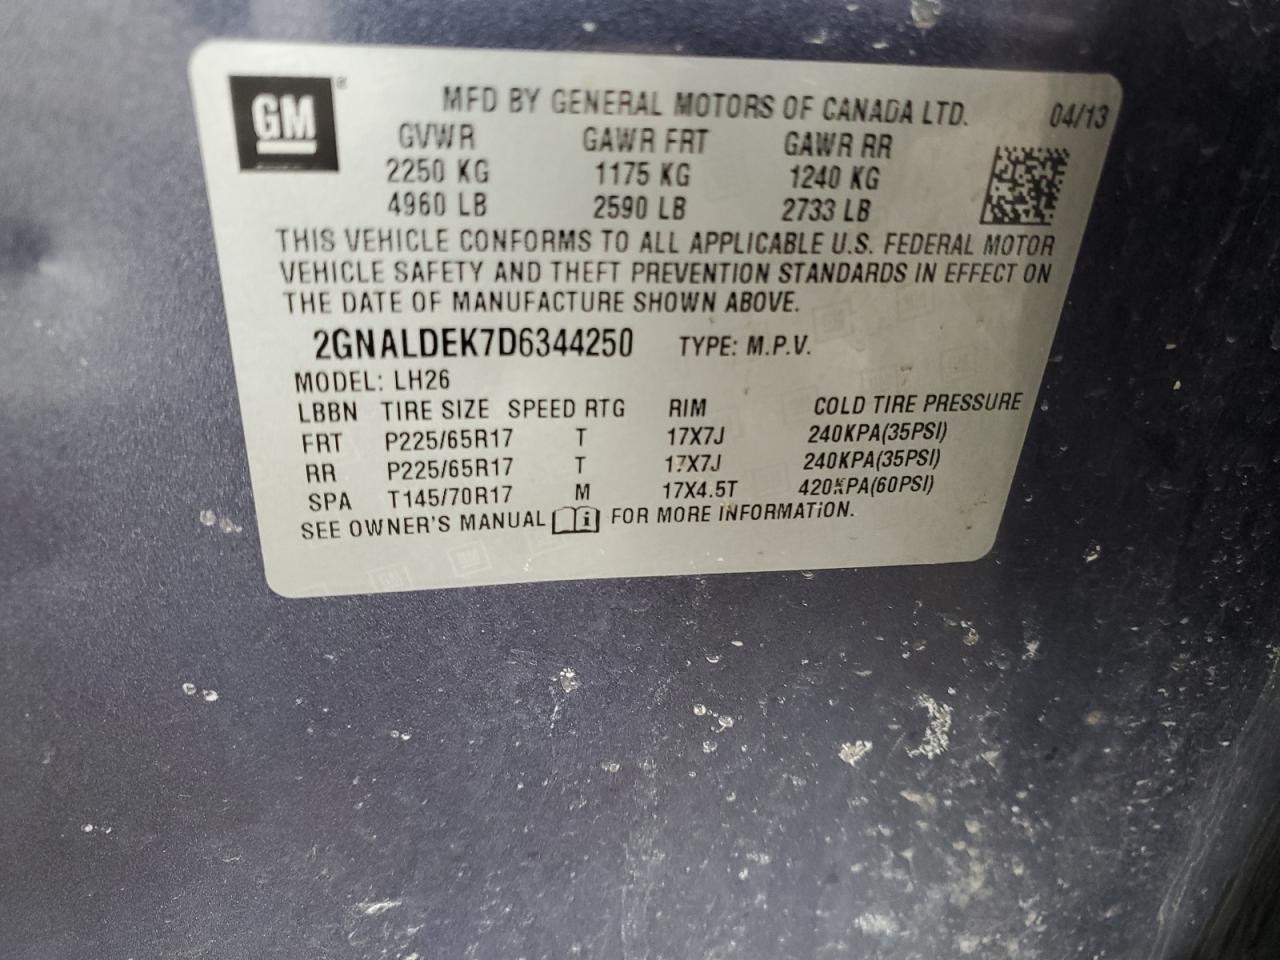 GM ®
MFD BY GENERAL MOTORS OF CANADA LTD. 04/13
GVWR GAWR FRT GAWR RR
2250 KG 1175 KG 1240 KG
4960 LB 2590 LB 2733 LB
THIS VEHICLE CONFORMS TO ALL APPLICABLE U.S. FEDERAL MOTOR
VEHICLE SAFETY AND THEFT PREVENTION STANDARDS IN EFFECT ON
THE DATE OF MANUFACTURE SHOWN ABOVE.
2GNALDEK7D6344250 TYPE: M.P.V.
MODEL: LH26
LBBN TIRE SIZE SPEED RTG RIM COLD TIRE PRESSURE
FRT P225/65R17 T 17X7J 240KPA(35PSI)
RR P225/65R17 T 17X7J 240KPA(35PSI)
SPA T145/70R17 M 17X4.5T 420KPA(60PSI)
SEE OWNER'S MANUAL FOR MORE INFORMATION.